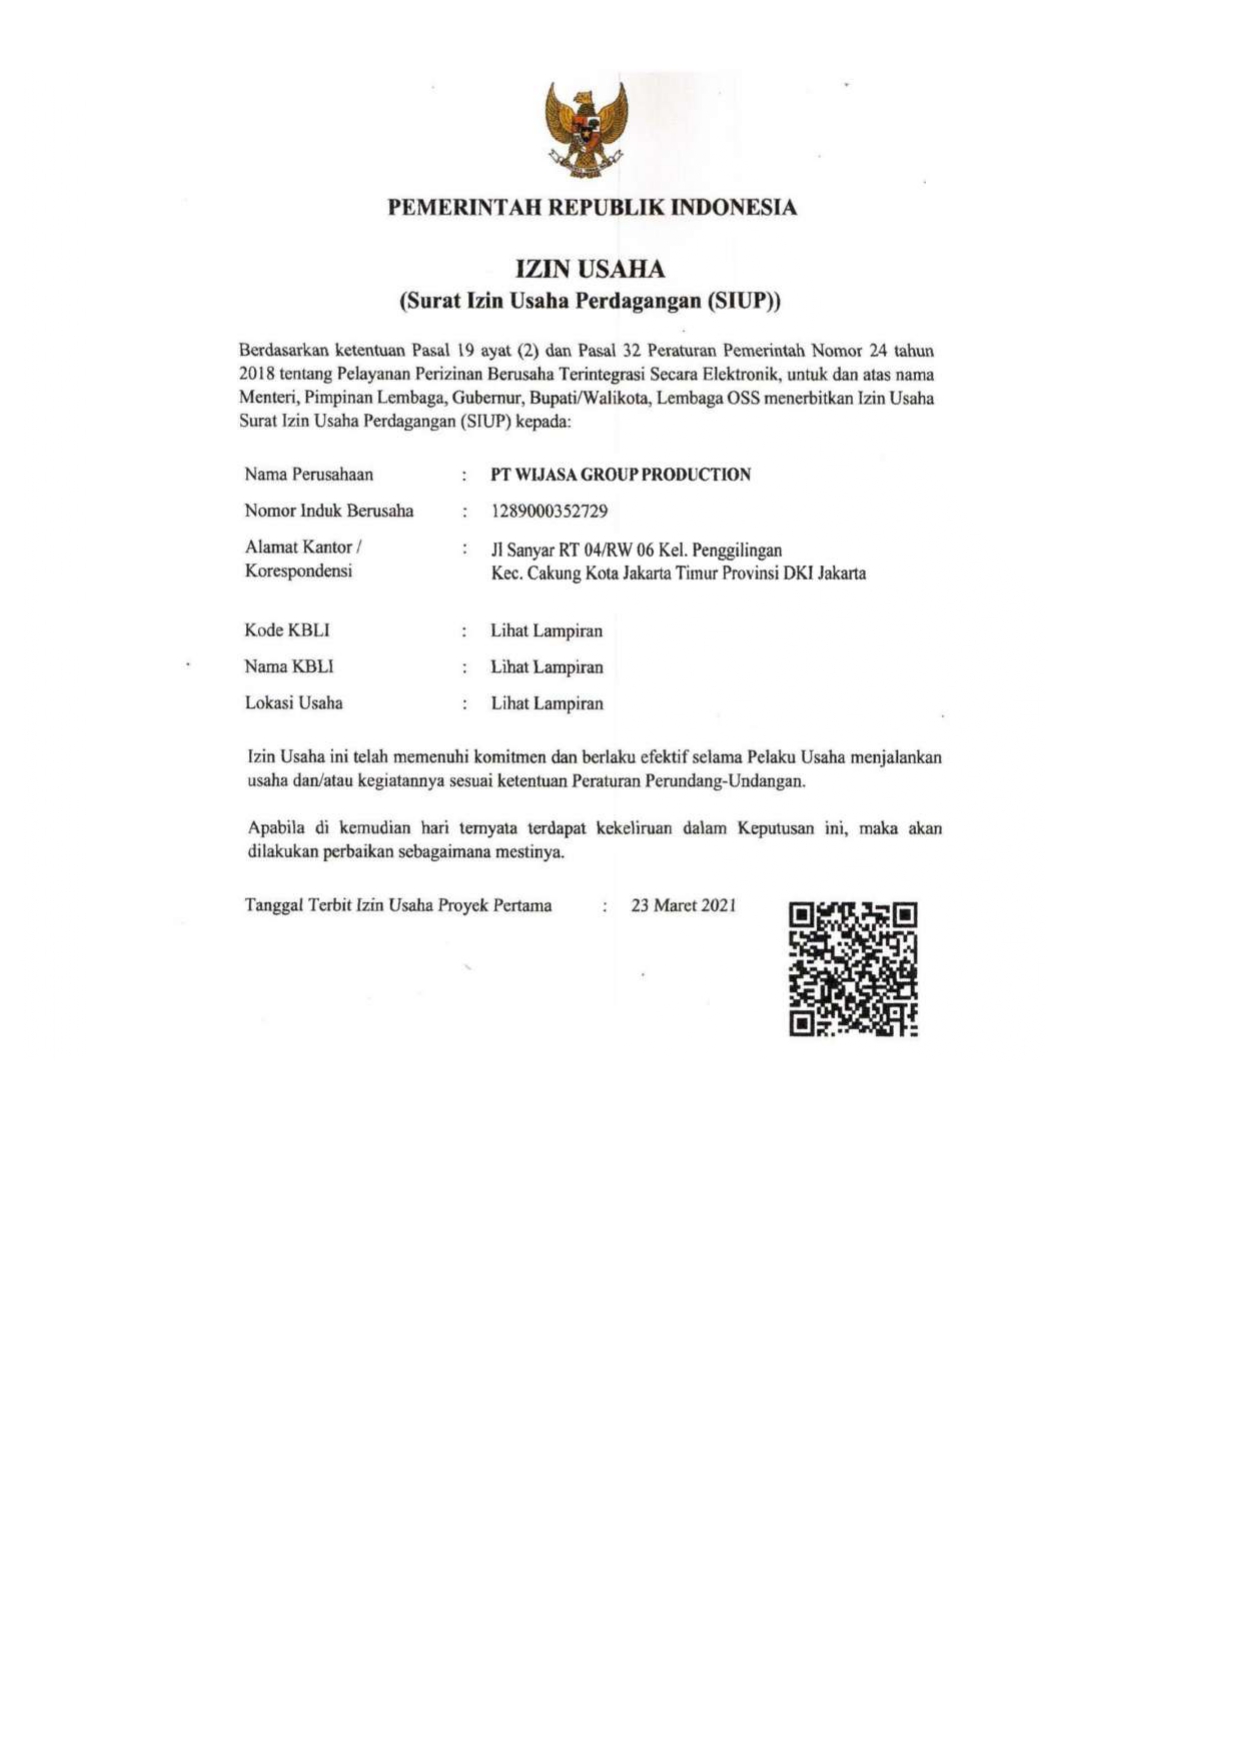 PEMERINTAH REPUBLIK INDONESIA
IZIN USAHA
(Surat Izin Usaha Perdagangan (SIUP))
Berdasarkan ketentuan Pasal 19 ayat (2) dan Pasal 32 Peraturan Pemerintah Nomor 24 tahun
2018 tentang Pelayanan Perizinan Berusaha Terintegrasi Secara Elektronik, untuk dan atas nama
Menteri, Pimpinan Lembaga, Gubernur, Bupati/Walikota, Lembaga OSS menerbitkan Izin Usaha
Surat Izin Usaha Perdagangan (SIUP) kepada:
Nama Perusahaan : PT WIJASA GROUP PRODUCTION
Nomor Induk Berusaha : 1289000352729
Alamat Kantor / : Jl Sanyar RT 04/RW 06 Kel. Penggilingan
Korespondensi Kec. Cakung Kota Jakarta Timur Provinsi DKI Jakarta
Kode KBLI : Lihat Lampiran
Nama KBLI : Lihat Lampiran
Lokasi Usaha : Lihat Lampiran
Izin Usaha ini telah memenuhi komitmen dan berlaku efektif selama Pelaku Usaha menjalankan
usaha dan/atau kegiatannya sesuai ketentuan Peraturan Perundang-Undangan.
Apabila di kemudian hari ternyata terdapat kekeliruan dalam Keputusan ini, maka akan
dilakukan perbaikan sebagaimana mestinya.
Tanggal Terbit Izin Usaha Proyek Pertama : 23 Maret 2021